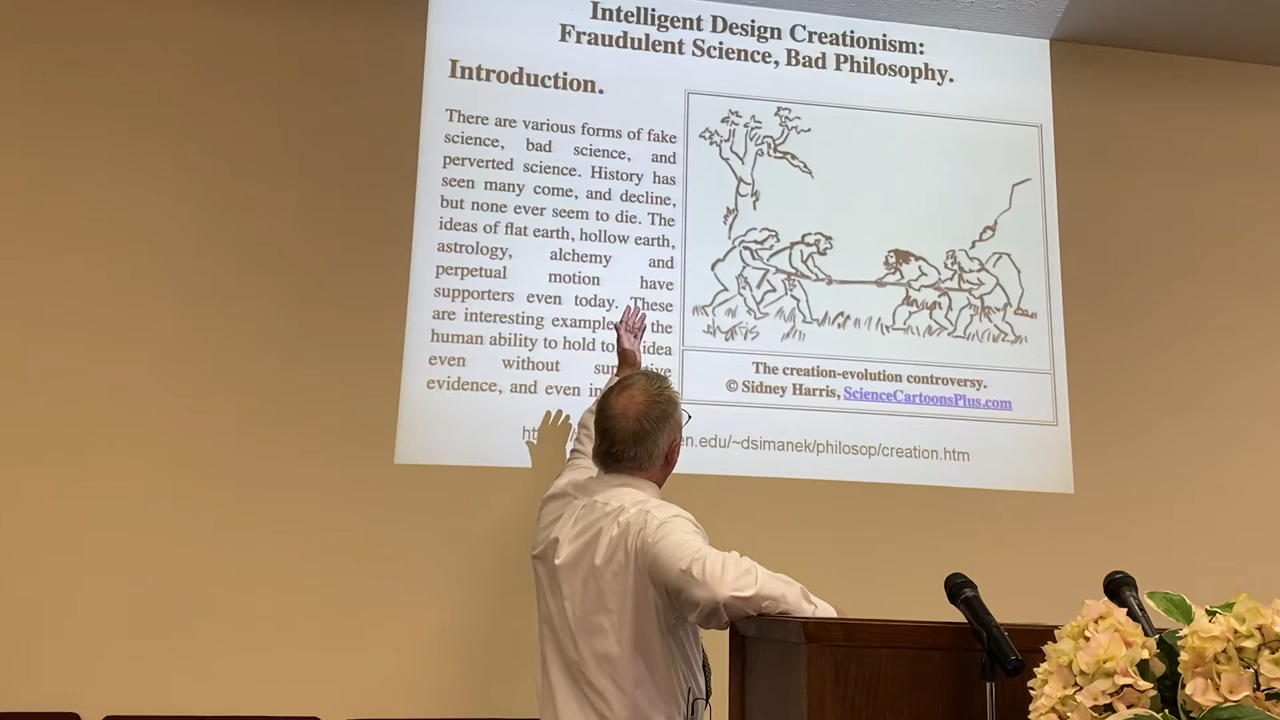 Intelligent Design Creationism:
Fraudulent Science, Bad Philosophy.
Introduction.
There are various forms of fake
science, bad science, and
perverted science. History has
seen many come, and decline,
but none ever seem to die. The
ideas of flat earth, hollow earth,
astrology, alchemy and
perpetual motion have
supporters even today. These
are interesting example the
human ability to hold to idea
even without
evidence, and even in
The creation-evolution controversy.
© Sidney Harris, ScienceCartoonsPlus.com
en.edu/~dsimanek/philosop/creation.htm